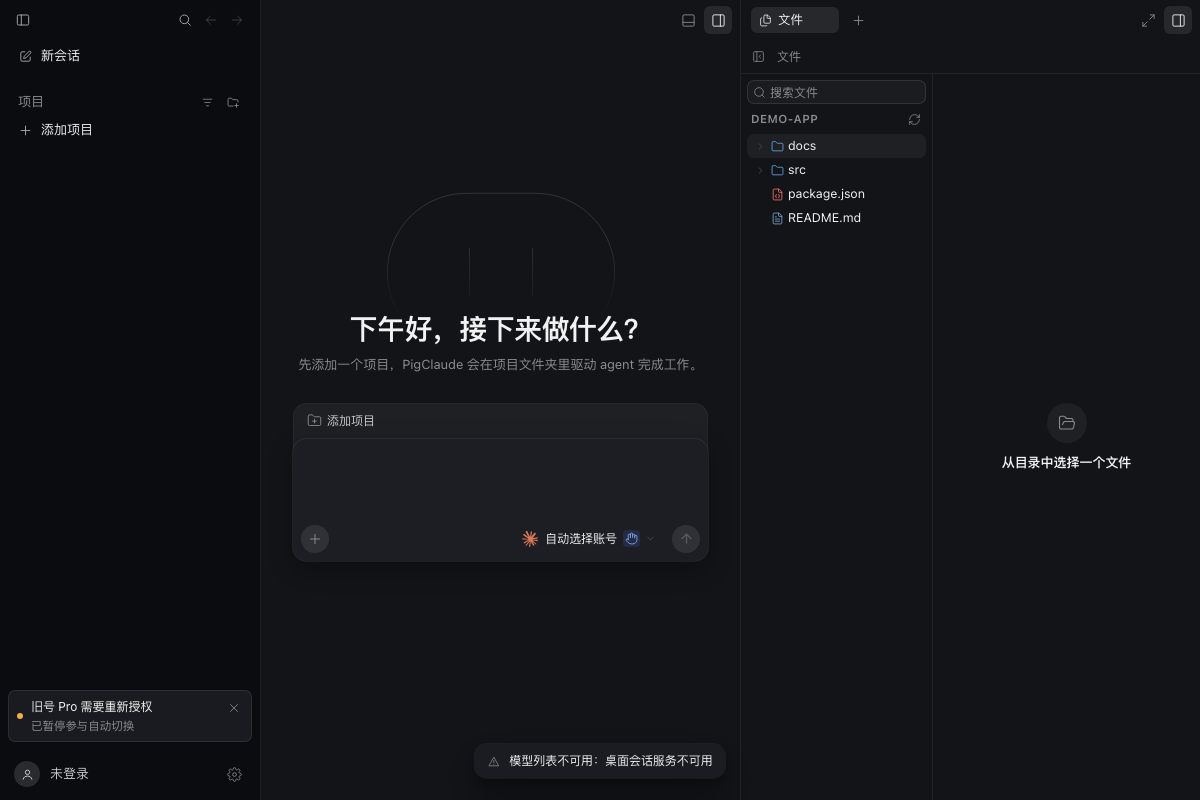 新会话
项目
添加项目
旧号 Pro 需要重新授权
已暂停参与自动切换
未登录
下午好，接下来做什么?
先添加一个项目，PigClaude 会在项目文件夹里驱动 agent 完成工作。
添加项目
自动选择账号
模型列表不可用：桌面会话服务不可用
文件
文件
搜索文件
DEMO-APP
docs
src
package.json
README.md
从目录中选择一个文件